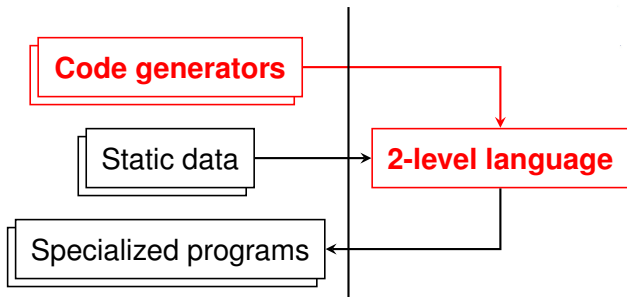 Code generators
Static data
2-level language
Specialized programs